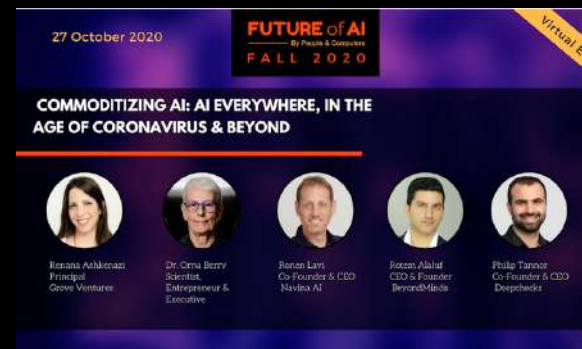 27 October 2020
FUTURE of AI
By People & Computers
FALL 2020
Virtual E
COMMODITIZING AI: AI EVERYWHERE, IN THE
AGE OF CORONAVIRUS & BEYOND
Renana Ashkenazi
Principal
Grove Ventures
Dr. Orna Berry
Scientist,
Entrepreneur &
Executive
Ronen Lavi
Co-Founder & CEO
Navina AI
Rotem Alaluf
CEO & Founder
BeyondMinds
Philip Tannor
Co-Founder & CEO
Deepchecks